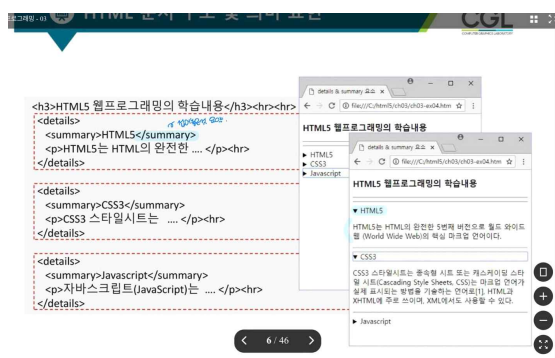 프로그래밍 - 03
HTML 문서 구조 및 의미 표현
CGL
COMPUTER GRAPHICS LABORATORY
<h3>HTML5 웹프로그래밍의 학습내용</h3><hr><hr>
<details>
<summary>HTML5</summary>
<p>HTML5는 HTML의 완전한 .... </p><hr>
</details>
<details>
<summary>CSS3</summary>
<p>CSS3 스타일시트는 .... </p><hr>
</details>
<details>
<summary>Javascript</summary>
<p>자바스크립트(JavaScript)는 .... </p><hr>
</details>
details & summary 요소
file:///C:/html5/ch03/ch03-ex04.htm
HTML5 웹프로그래밍의 학습내용
▶ HTML5
▶ CSS3
▶ Javascript
details & summary 요소
file:///C:/html5/ch03/ch03-ex04.htm
HTML5 웹프로그래밍의 학습내용
▼ HTML5
HTML5는 HTML의 완전한 5번째 버전으로 월드 와이드
웹 (World Wide Web)의 핵심 마크업 언어이다.
▼ CSS3
CSS3 스타일시트는 종속형 시트 또는 캐스케이딩 스타
일 시트(Cascading Style Sheets, CSS)는 마크업 언어가
실제 표시되는 방법을 기술하는 언어로[1], HTML과
XHTML에 주로 쓰이며, XML에서도 사용할 수 있다.
▶ Javascript
6 / 46